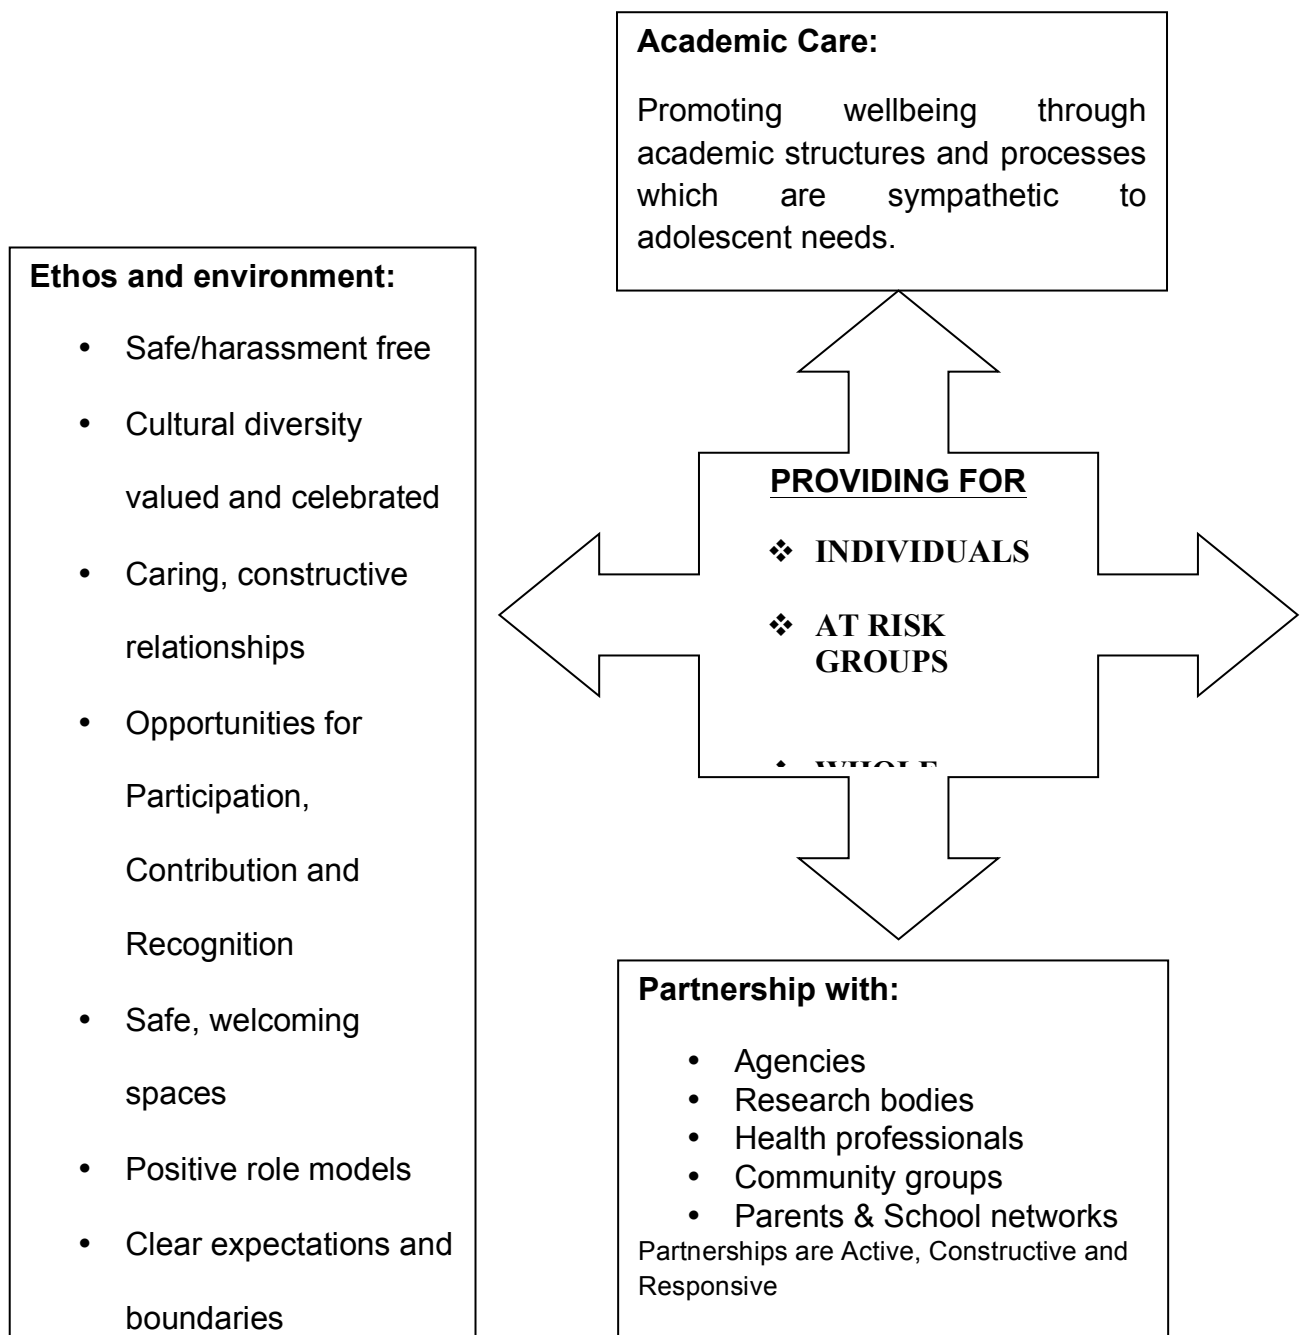 Academic Care:
Promoting wellbeing through
academic structures and processes
which are sympathetic to
adolescent needs.
Ethos and environment:
• Safe/harassment free
• Cultural diversity
valued and celebrated
• Caring, constructive
relationships
• Opportunities for
Participation,
Contribution and
Recognition
• Safe, welcoming
spaces
• Positive role models
• Clear expectations and
boundaries
PROVIDING FOR
❖ INDIVIDUALS
❖ AT RISK
GROUPS
Partnership with:
• Agencies
• Research bodies
• Health professionals
• Community groups
• Parents & School networks
Partnerships are Active, Constructive and
Responsive